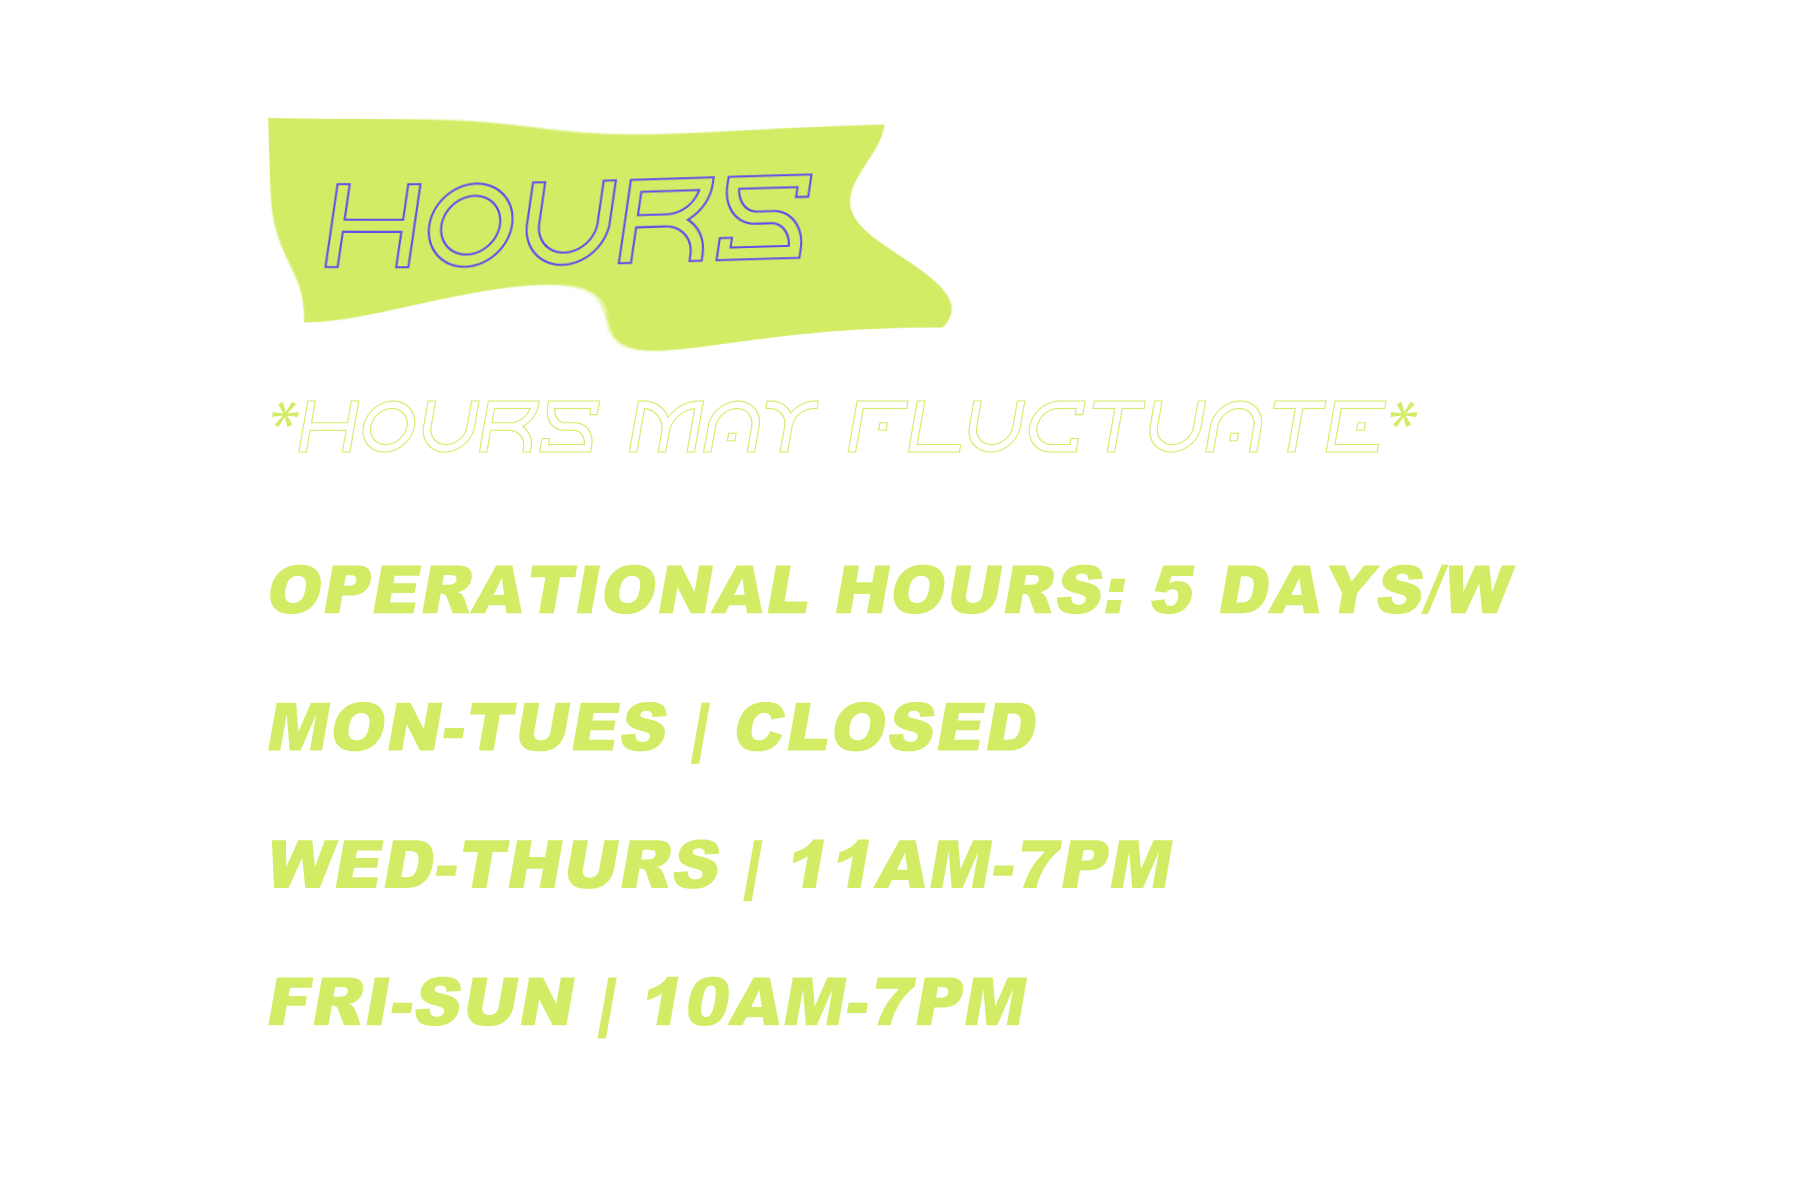 HOURS
*HOURS MAY FLUCTUATE*
OPERATIONAL HOURS: 5 DAYS/W
MON-TUES | CLOSED
WED-THURS | 11AM-7PM
FRI-SUN | 10AM-7PM